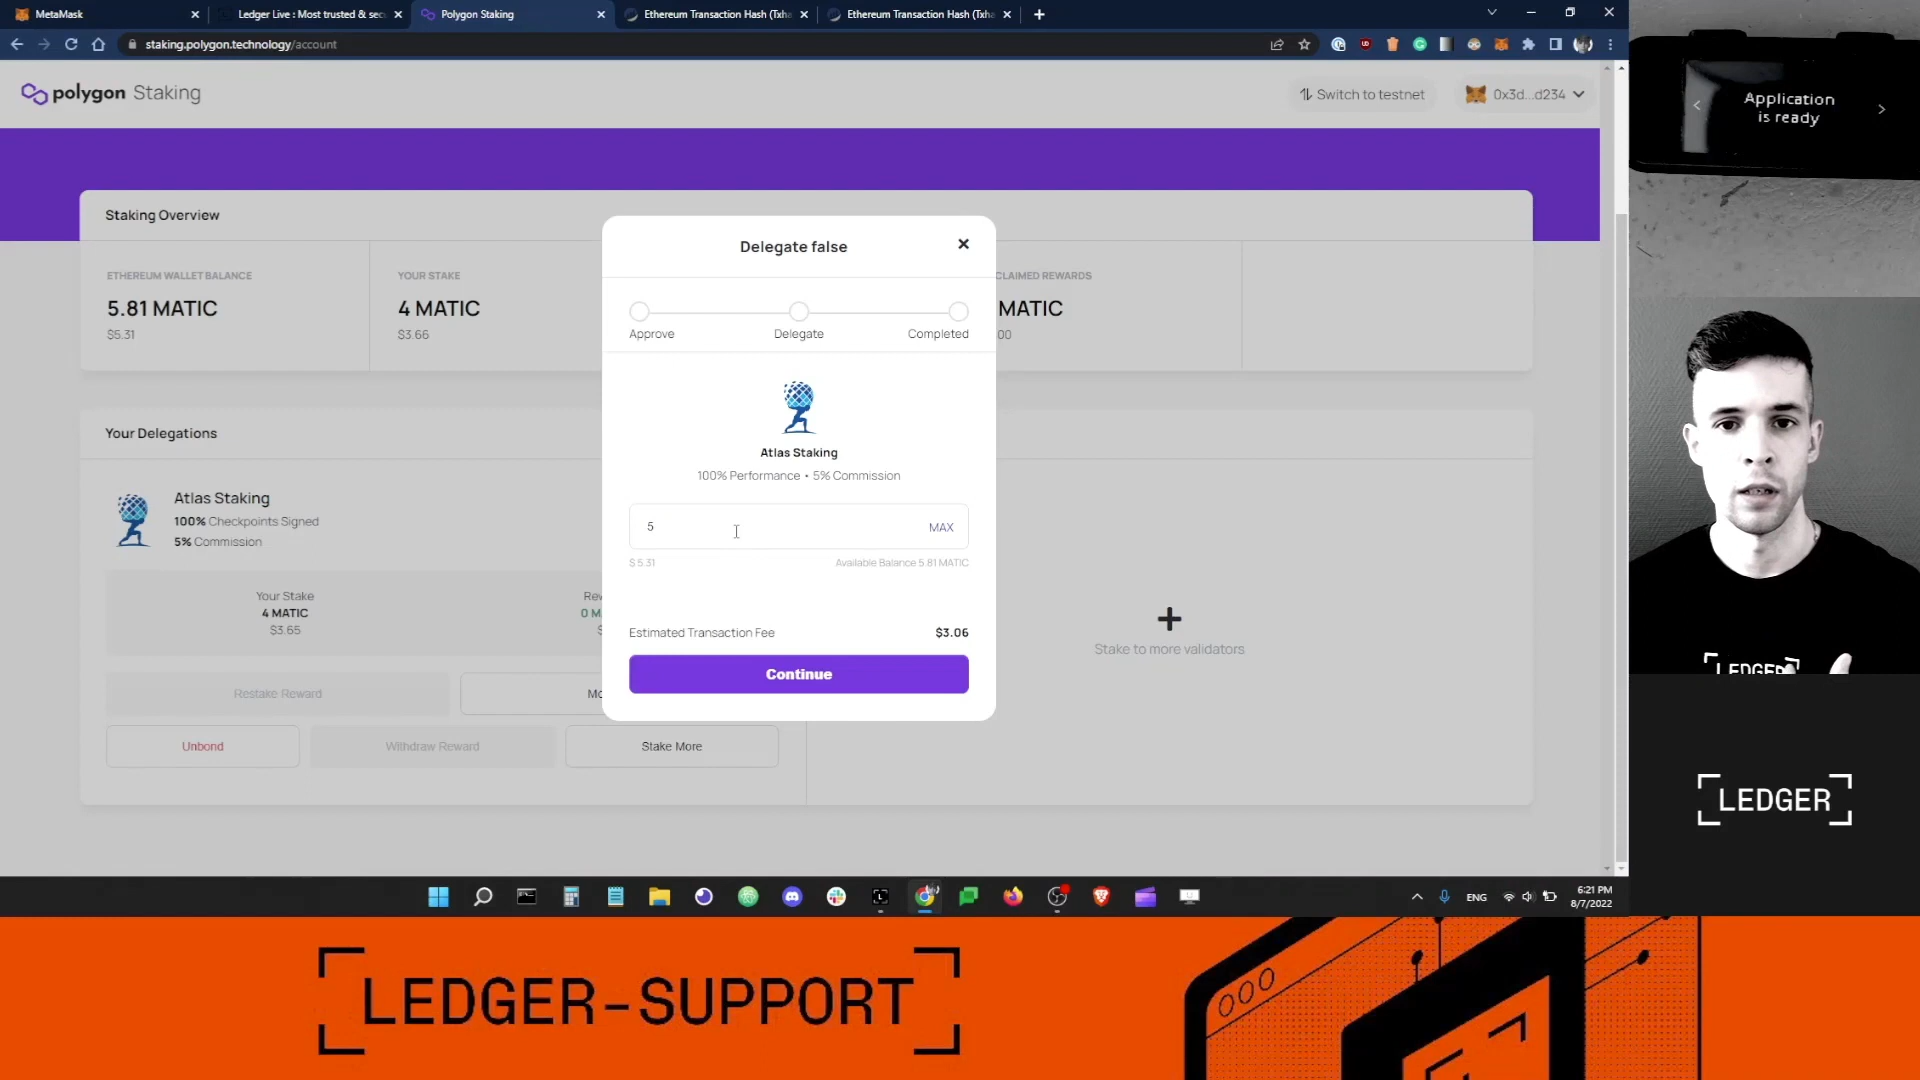 MetaMask
Ledger Live : Most trusted & sec
Polygon Staking
Ethereum Transaction Hash (Txha
Ethereum Transaction Hash (Txha
staking.polygon.technology/account
polygon Staking
Switch to testnet
0x3d...d234
Staking Overview
ETHEREUM WALLET BALANCE
5.81 MATIC
$5.31
YOUR STAKE
4 MATIC
$3.66
CLAIMED REWARDS
MATIC
00
Your Delegations
Atlas Staking
100% Checkpoints Signed
5% Commission
Your Stake
4 MATIC
$3.65
Rew
0 M
Restake Reward
Mo
Unbond
Withdraw Reward
Stake More
Delegate false
Approve
Delegate
Completed
Atlas Staking
100% Performance • 5% Commission
5
MAX
$ 5.31
Available Balance 5.81 MATIC
Estimated Transaction Fee
$3.06
Continue
Stake to more validators
ENG
6:21 PM
8/7/2022
Application
is ready
LEDGER
LEDGER
LEDGER-SUPPORT